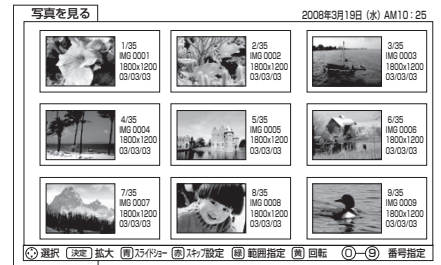 写真を見る 2008年3月19日(水) AM10:25
1/35
IMG 0001
1800x1200
03/03/03
2/35
IMG 0002
1800x1200
03/03/03
3/35
IMG 0003
1800x1200
03/03/03
4/35
IMG 0004
1800x1200
03/03/03
5/35
IMG 0005
1800x1200
03/03/03
6/35
IMG 0006
1800x1200
03/03/03
7/35
IMG 0007
1800x1200
03/03/03
8/35
IMG 0008
1800x1200
03/03/03
9/35
IMG 0009
1800x1200
03/03/03
選択 決定 拡大 青 スライドショー 赤 スキップ設定 緑 範囲指定 黄 回転 0-9 番号指定